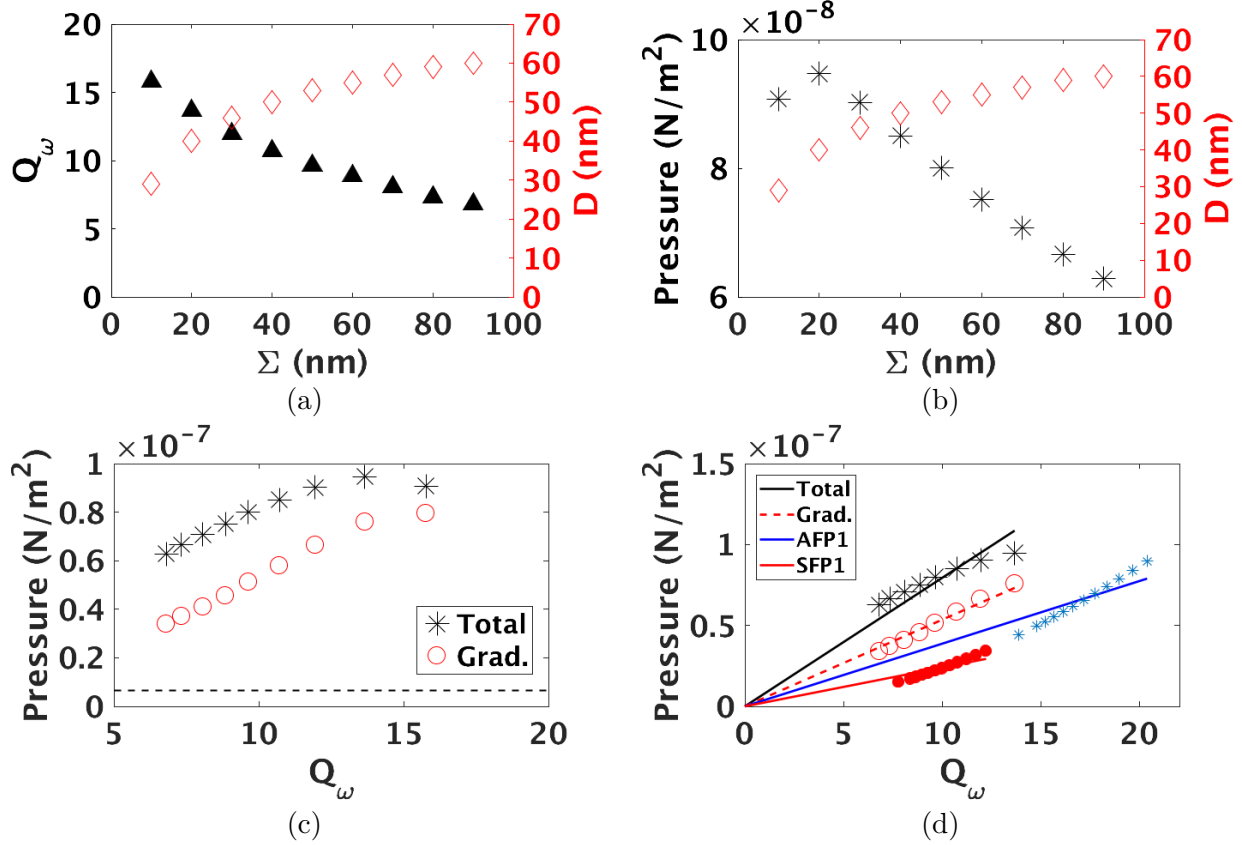 20
15
10
5
0
Q_ω
70
60
50
40
30
20
10
0
D (nm)
0 20 40 60 80 100
Σ (nm)
(a)
×10^-8
10
8
6
Pressure (N/m^2)
70
60
50
40
30
20
10
0
D (nm)
0 20 40 60 80 100
Σ (nm)
(b)
×10^-7
1
0.8
0.6
0.4
0.2
0
Pressure (N/m^2)
Total
Grad.
5 10 15 20
Q_ω
(c)
×10^-7
1.5
1
0.5
0
Pressure (N/m^2)
Total
Grad.
AFP1
SFP1
0 5 10 15 20
Q_ω
(d)